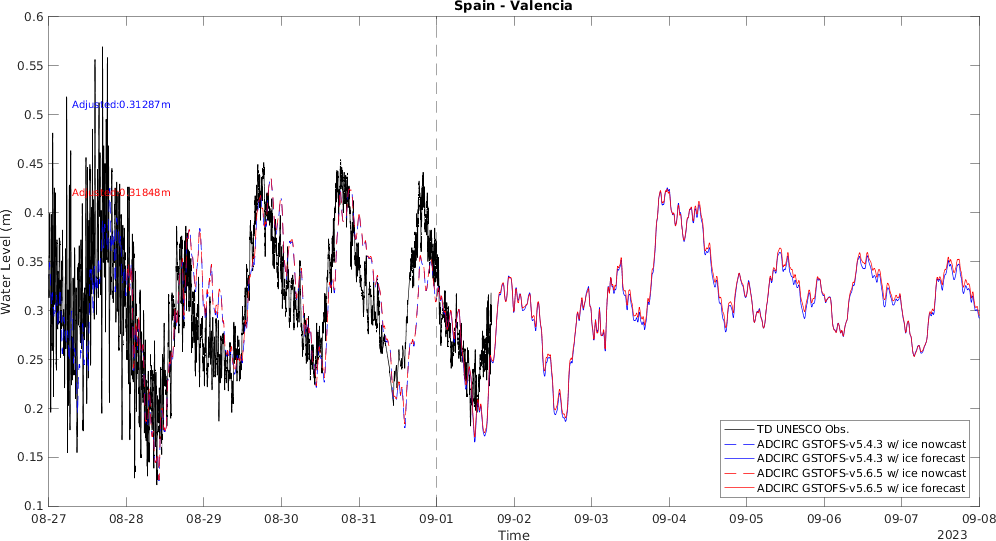 Spain - Valencia
0.6
0.55
0.5
0.45
0.4
0.35
0.3
0.25
0.2
0.15
0.1
Water Level (m)
Adjusted:0.31287m
Adjusted:0.31848m
TD UNESCO Obs.
ADCIRC GSTOFS-v5.4.3 w/ ice nowcast
ADCIRC GSTOFS-v5.4.3 w/ ice forecast
ADCIRC GSTOFS-v5.6.5 w/ ice nowcast
ADCIRC GSTOFS-v5.6.5 w/ ice forecast
08-27 08-28 08-29 08-30 08-31 09-01 09-02 09-03 09-04 09-05 09-06 09-07 09-08
Time
2023